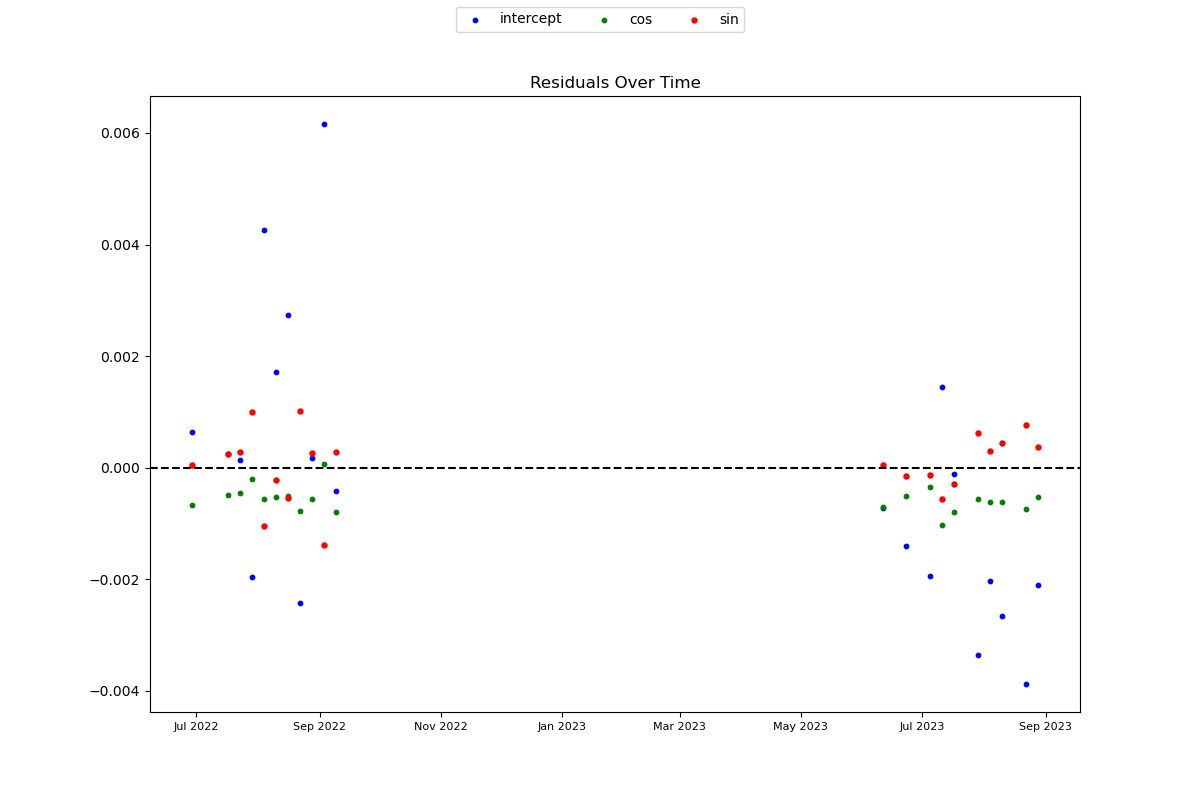 intercept cos sin
Residuals Over Time
0.006
0.004
0.002
0.000
−0.002
−0.004
Jul 2022 Sep 2022 Nov 2022 Jan 2023 Mar 2023 May 2023 Jul 2023 Sep 2023